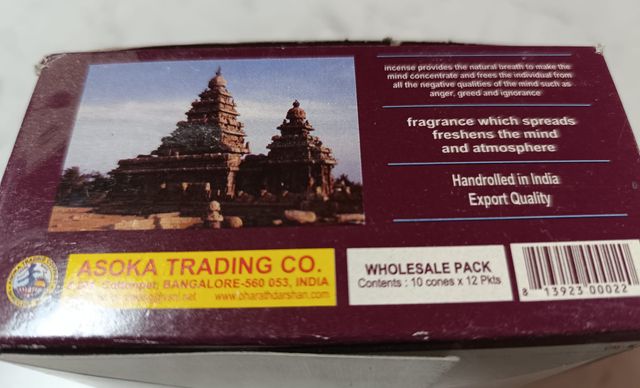 incense provides the natural breath to make the
mind concentrate and frees the individual from
all the negative qualities of the mind such as
anger, greed and ignorance
fragrance which spreads
freshens the mind
and atmosphere
Handrolled in India
Export Quality
ASOKA TRADING CO.
BANGALORE-560 053, INDIA
www.bharathdarshan.com
WHOLESALE PACK
Contents : 10 cones x 12 Pkts
8 13923 00022